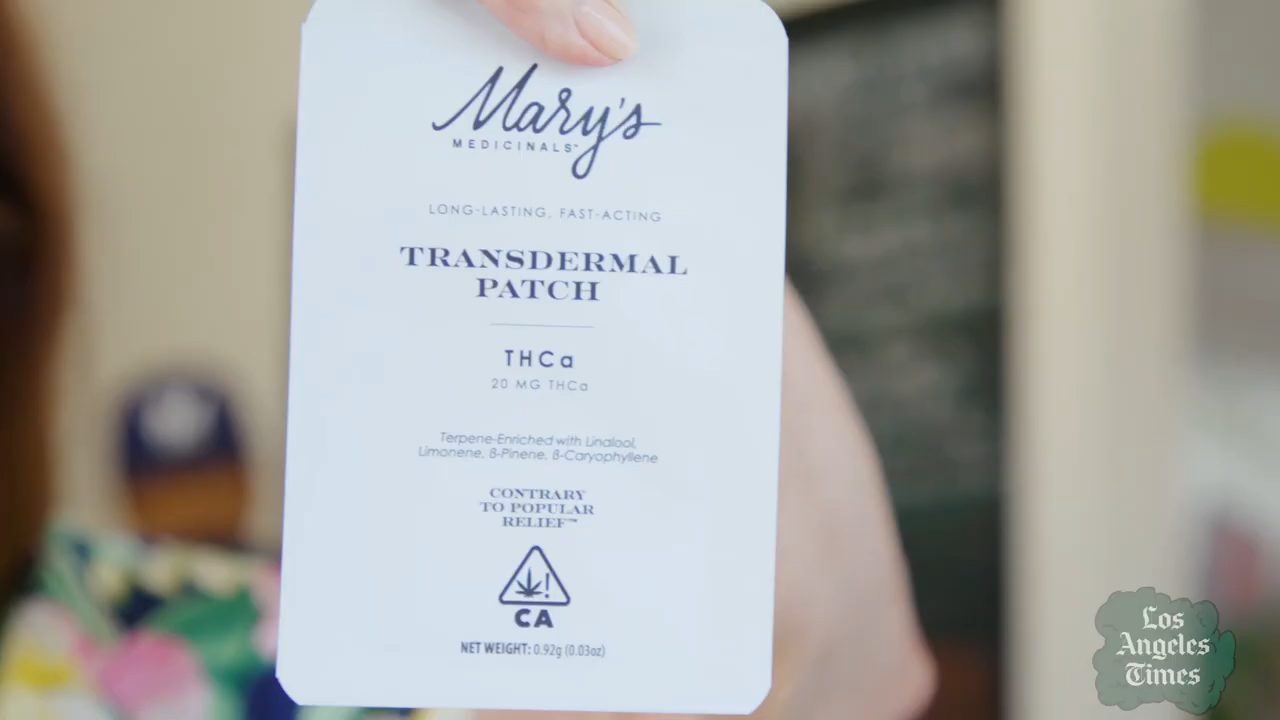 Mary's
MEDICINALS™
LONG-LASTING, FAST-ACTING
TRANSDERMAL
PATCH
THCa
20 MG THCa
Terpene-Enriched with Linalool,
Limonene, β-Pinene, β-Caryophyllene
CONTRARY
TO POPULAR
RELIEF™
!
CA
NET WEIGHT: 0.92g (0.03oz)
Los
Angeles
Times